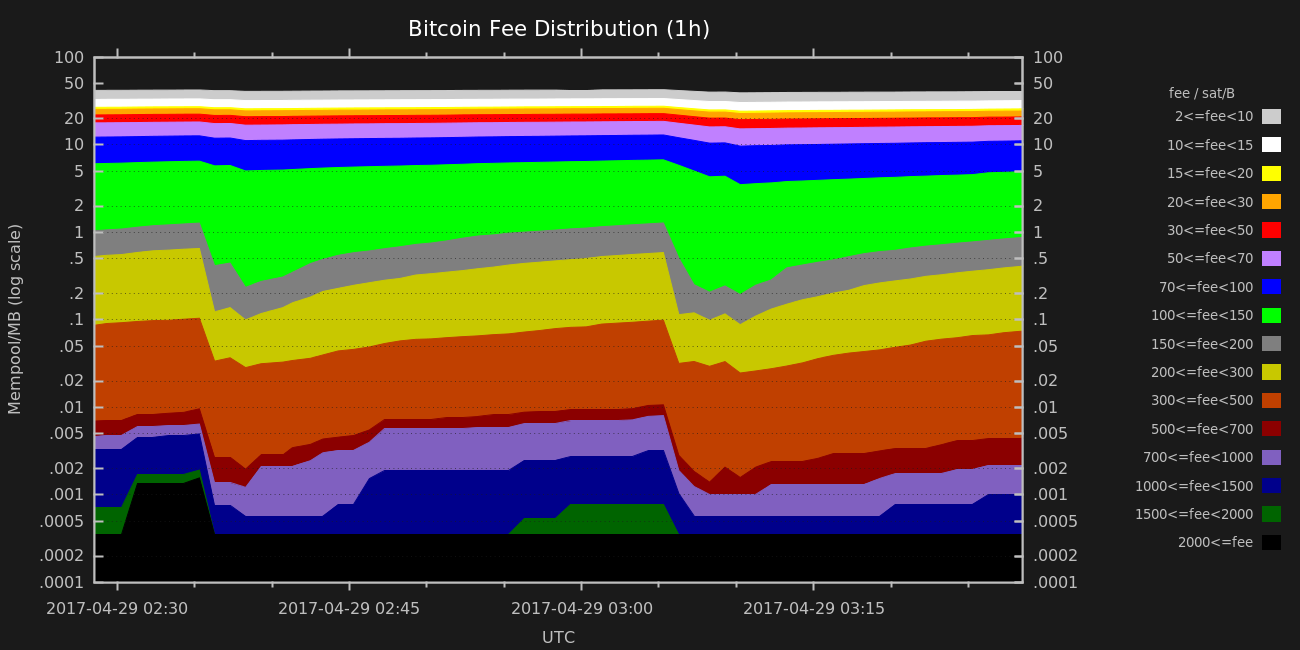 Bitcoin Fee Distribution (1h)
Mempool/MB (log scale)
100
50
20
10
5
2
1
.5
.2
.1
.05
.02
.01
.005
.002
.001
.0005
.0002
.0001
100
50
20
10
5
2
1
.5
.2
.1
.05
.02
.01
.005
.002
.001
.0005
.0002
.0001
2017-04-29 02:30
2017-04-29 02:45
2017-04-29 03:00
2017-04-29 03:15
UTC
fee / sat/B
2<=fee<10
10<=fee<15
15<=fee<20
20<=fee<30
30<=fee<50
50<=fee<70
70<=fee<100
100<=fee<150
150<=fee<200
200<=fee<300
300<=fee<500
500<=fee<700
700<=fee<1000
1000<=fee<1500
1500<=fee<2000
2000<=fee